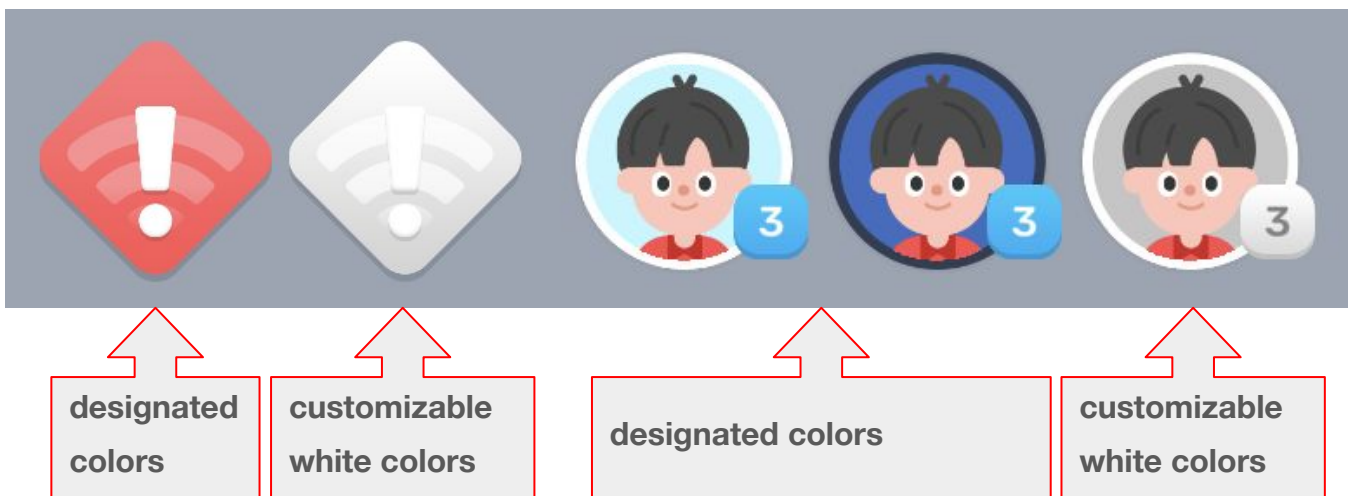 3
3
3
designated
colors
customizable
white colors
designated colors
customizable
white colors